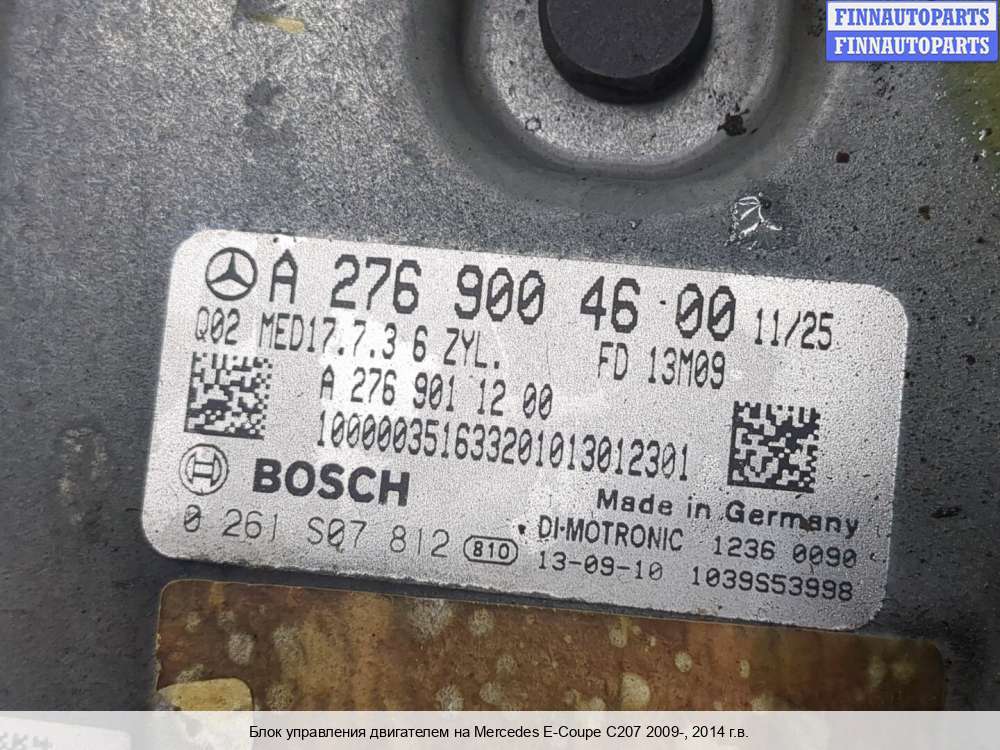 FINNAUTOPARTS
FINNAUTOPARTS
A 276 900 46 00 11/25
Q02 MED17.7.3 6 ZYL. FD 13M09
A 276 901 12 00
100000351633201013012301
BOSCH
Made in Germany
0 261 S07 812 810 DI-MOTRONIC 1236 0090
13-09-10 1039S53998
Блок управления двигателем на Mercedes E-Coupe C207 2009-, 2014 г.в.